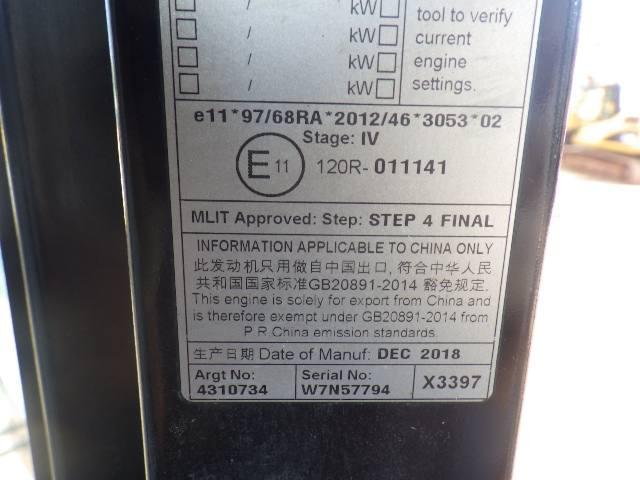 / kW
tool to verify
/ kW
current
/ kW
engine
/ kW
settings.
e11*97/68RA*2012/46*3053*02
Stage: IV
E11 120R-011141
MLIT Approved: Step: STEP 4 FINAL
INFORMATION APPLICABLE TO CHINA ONLY
此发动机只用做自中国出口, 符合中华人民
共和国国家标准GB20891-2014 豁免规定.
This engine is solely for export from China and
is therefore exempt under GB20891-2014 from
P.R.China emission standards.
生产日期 Date of Manuf: DEC 2018
Argt No: Serial No:
4310734 W7N57794 X3397